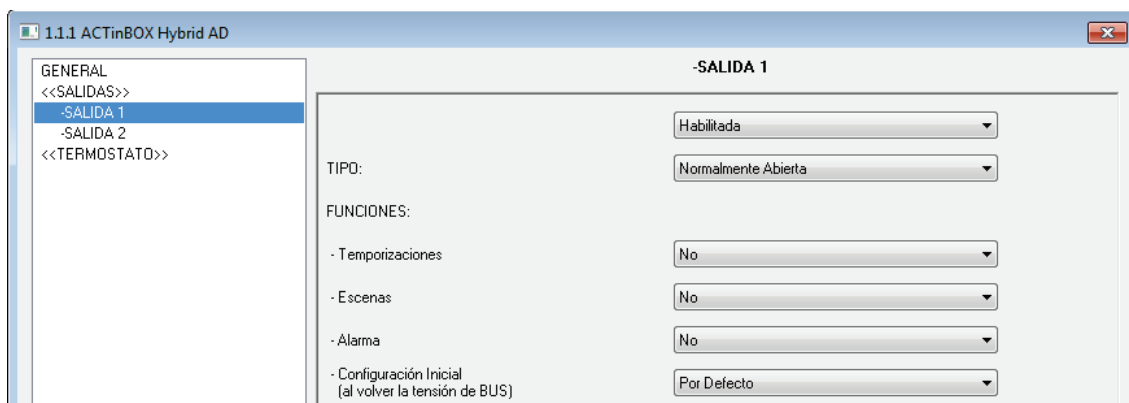 1.1.1 ACTinBOX Hybrid AD
GENERAL
<<SALIDAS>>
-SALIDA 1
-SALIDA 2
<<TERMOSTATO>>
-SALIDA 1
Habilitada
TIPO: Normalmente Abierta
FUNCIONES:
- Temporizaciones No
- Escenas No
- Alarma No
- Configuración Inicial
(al volver la tensión de BUS) Por Defecto